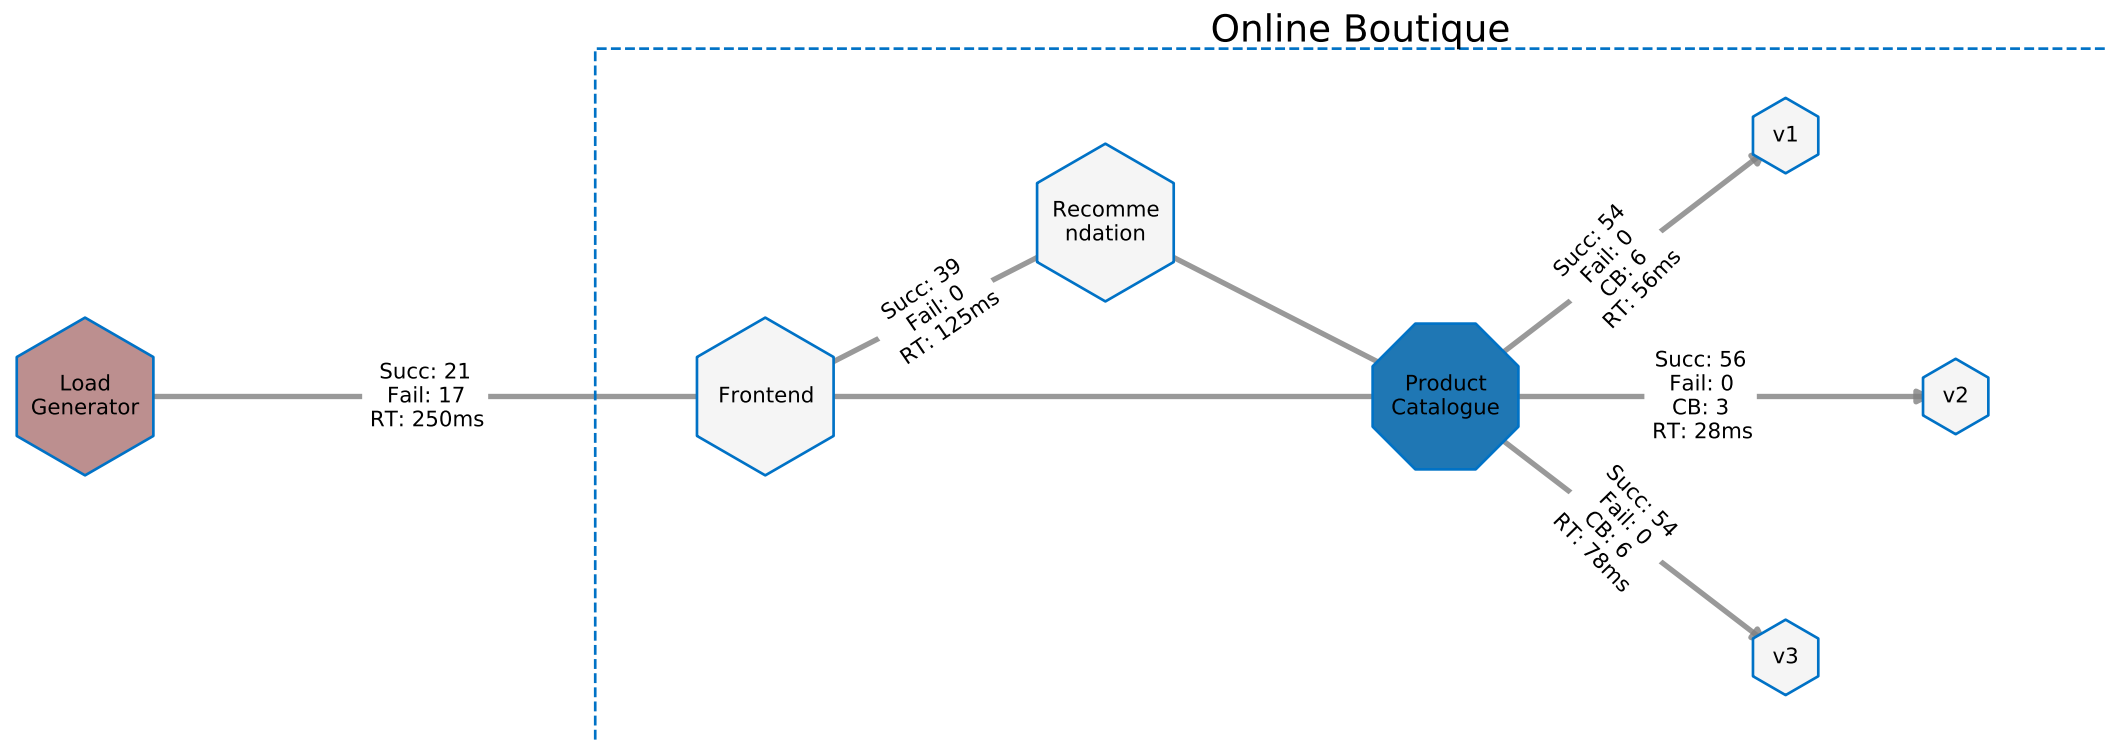 Online Boutique
v1
Recomme
ndation
Succ: 54
Fail: 0
CB: 6
RT: 56ms
Succ: 39
Fail: 0
RT: 125ms
Load
Generator
Succ: 21
Fail: 17
RT: 250ms
Frontend
Product
Catalogue
Succ: 56
Fail: 0
CB: 3
RT: 28ms
v2
Succ: 54
Fail: 0
CB: 6
RT: 78ms
v3